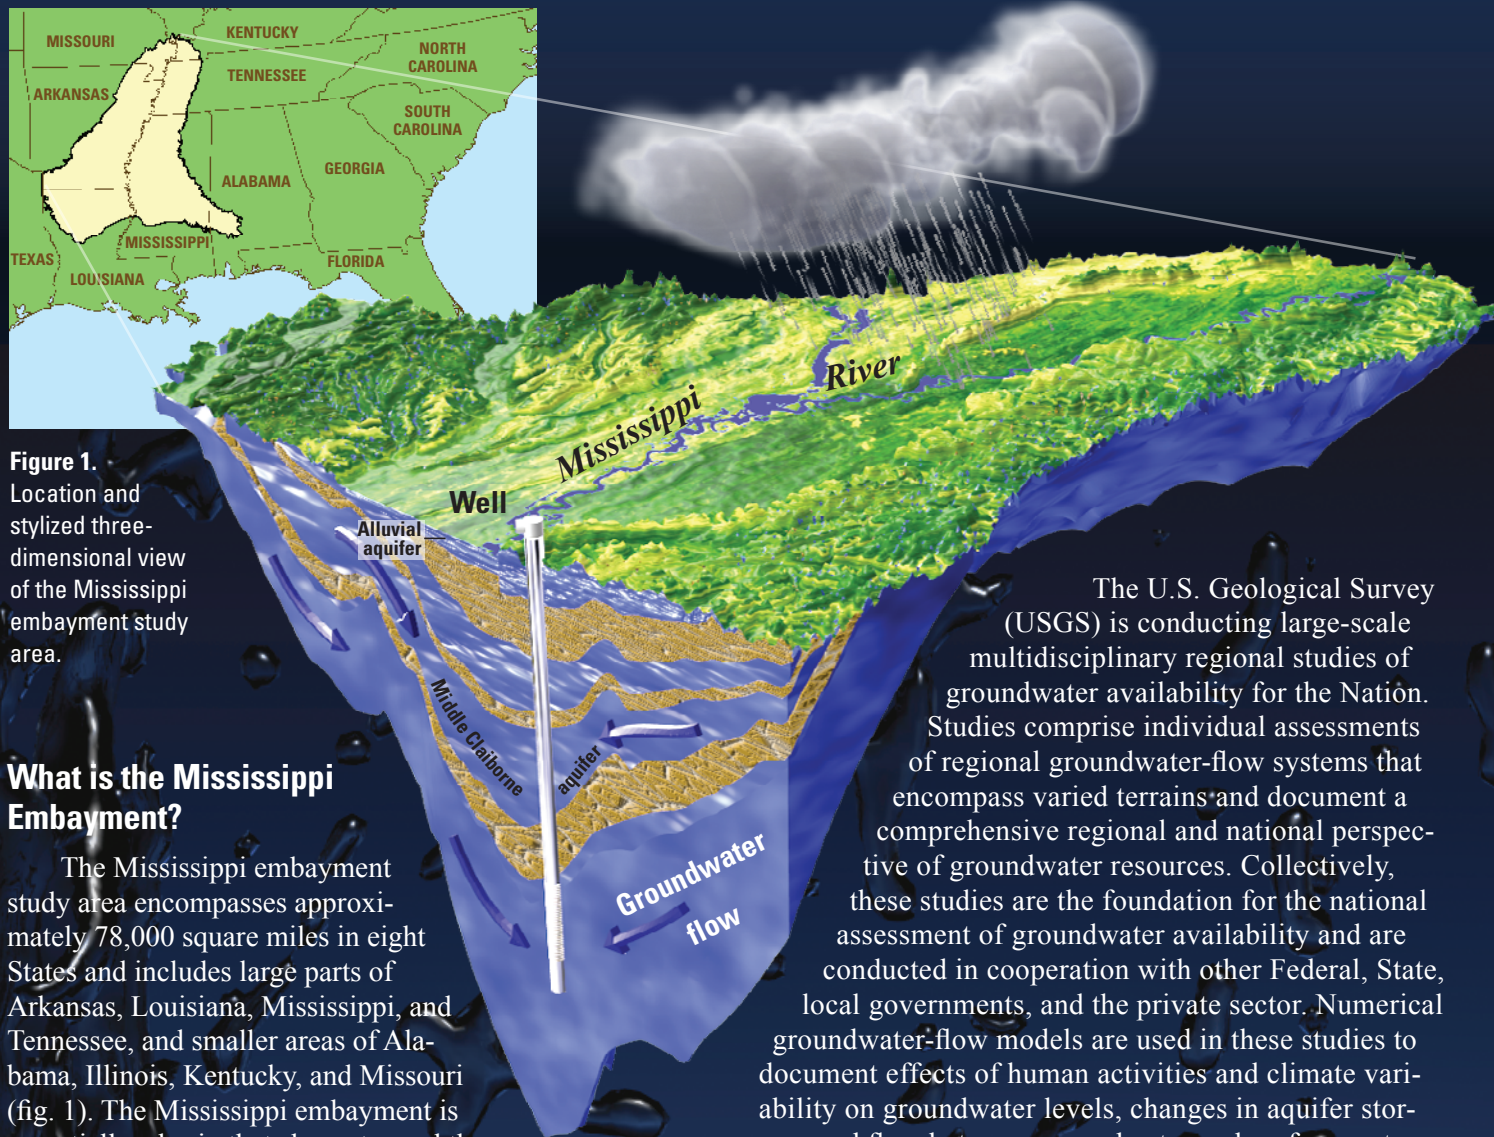 MISSOURI
KENTUCKY
NORTH
CAROLINA
TENNESSEE
ARKANSAS
SOUTH
CAROLINA
GEORGIA
ALABAMA
MISSISSIPPI
TEXAS
LOUISIANA
FLORIDA
Mississippi River
Well
Alluvial
aquifer
Middle Claiborne aquifer
Groundwater
flow
Figure 1.
Location and
stylized three-
dimensional view
of the Mississippi
embayment study
area.
What is the Mississippi
Embayment?
The Mississippi embayment
study area encompasses approxi-
mately 78,000 square miles in eight
States and includes large parts of
Arkansas, Louisiana, Mississippi, and
Tennessee, and smaller areas of Ala-
bama, Illinois, Kentucky, and Missouri
(fig. 1). The Mississippi embayment is
The U.S. Geological Survey
(USGS) is conducting large-scale
multidisciplinary regional studies of
groundwater availability for the Nation.
Studies comprise individual assessments
of regional groundwater-flow systems that
encompass varied terrains and document a
comprehensive regional and national perspec-
tive of groundwater resources. Collectively,
these studies are the foundation for the national
assessment of groundwater availability and are
conducted in cooperation with other Federal, State,
local governments, and the private sector. Numerical
groundwater-flow models are used in these studies to
document effects of human activities and climate vari-
ability on groundwater levels, changes in aquifer stor-